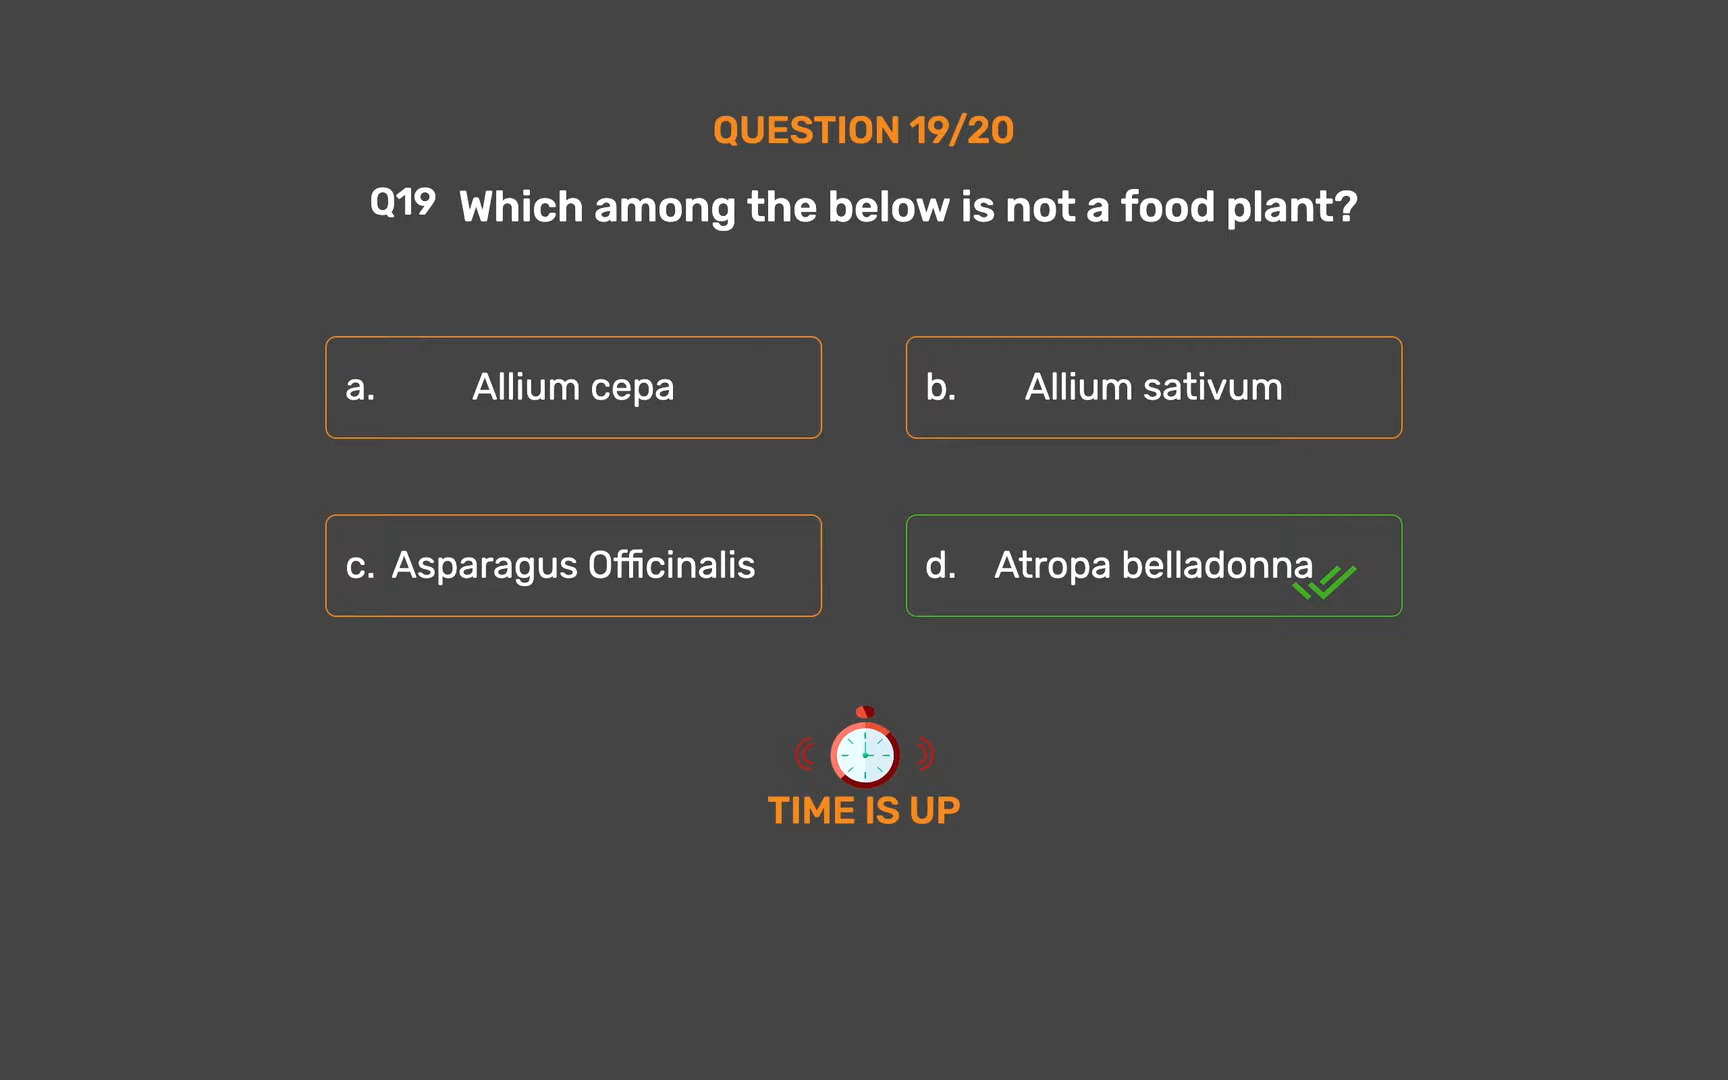 QUESTION 19/20
Q19 Which among the below is not a food plant?
a. Allium cepa
b. Allium sativum
c. Asparagus Officinalis
d. Atropa belladonna
TIME IS UP